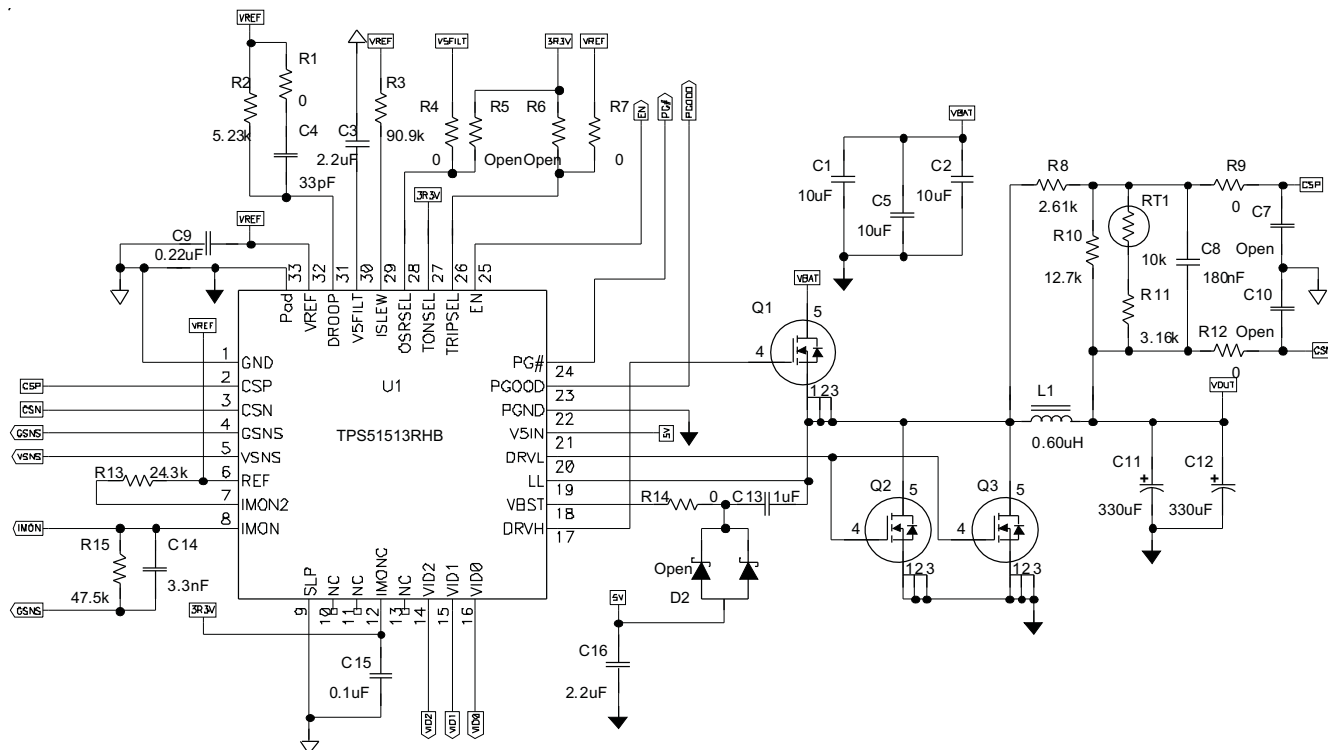 VREF
VREF
V5FILT
3R3V
VREF
EN
PG#
PGOOD
VBAT
R1
0
R2
5.23k
C4
33pF
C3
2.2uF
R3
90.9k
R4
0
R5
Open
R6
Open
R7
0
3R3V
C1
10uF
C5
10uF
C2
10uF
R8
2.61k
R9
0
CSP
RT1
10k
C7
Open
R10
12.7k
C8
180nF
R11
3.16k
C10
Open
R12
0
CSN
VREF
C9
0.22uF
33
32
31
30
29
28
27
26
25
Pad
VREF
DROOP
V5FILT
ISLEW
OSRSEL
TONSEL
TRIPSEL
EN
VBAT
Q1
5
4
123
VREF
CSP
CSN
GSNS
VSNS
1
2
3
4
5
6
7
8
GND
CSP
CSN
GSNS
VSNS
REF
IMON2
IMON
U1
TPS51513RHB
PG#
PGOOD
PGND
V5IN
DRVL
LL
VBST
DRVH
24
23
22
21
20
19
18
17
5V
L1
0.60uH
VOUT
R13
24.3k
R14
0
C13
1uF
Q2
5
4
123
Q3
5
4
123
C11
+
330uF
C12
+
330uF
IMON
R15
47.5k
C14
3.3nF
GSNS
Open
D2
SLP
NC
NC
IMONC
NC
VID2
VID1
VID0
9
10
11
12
13
14
15
16
3R3V
5V
C15
0.1uF
C16
2.2uF
VID2
VID1
VID0